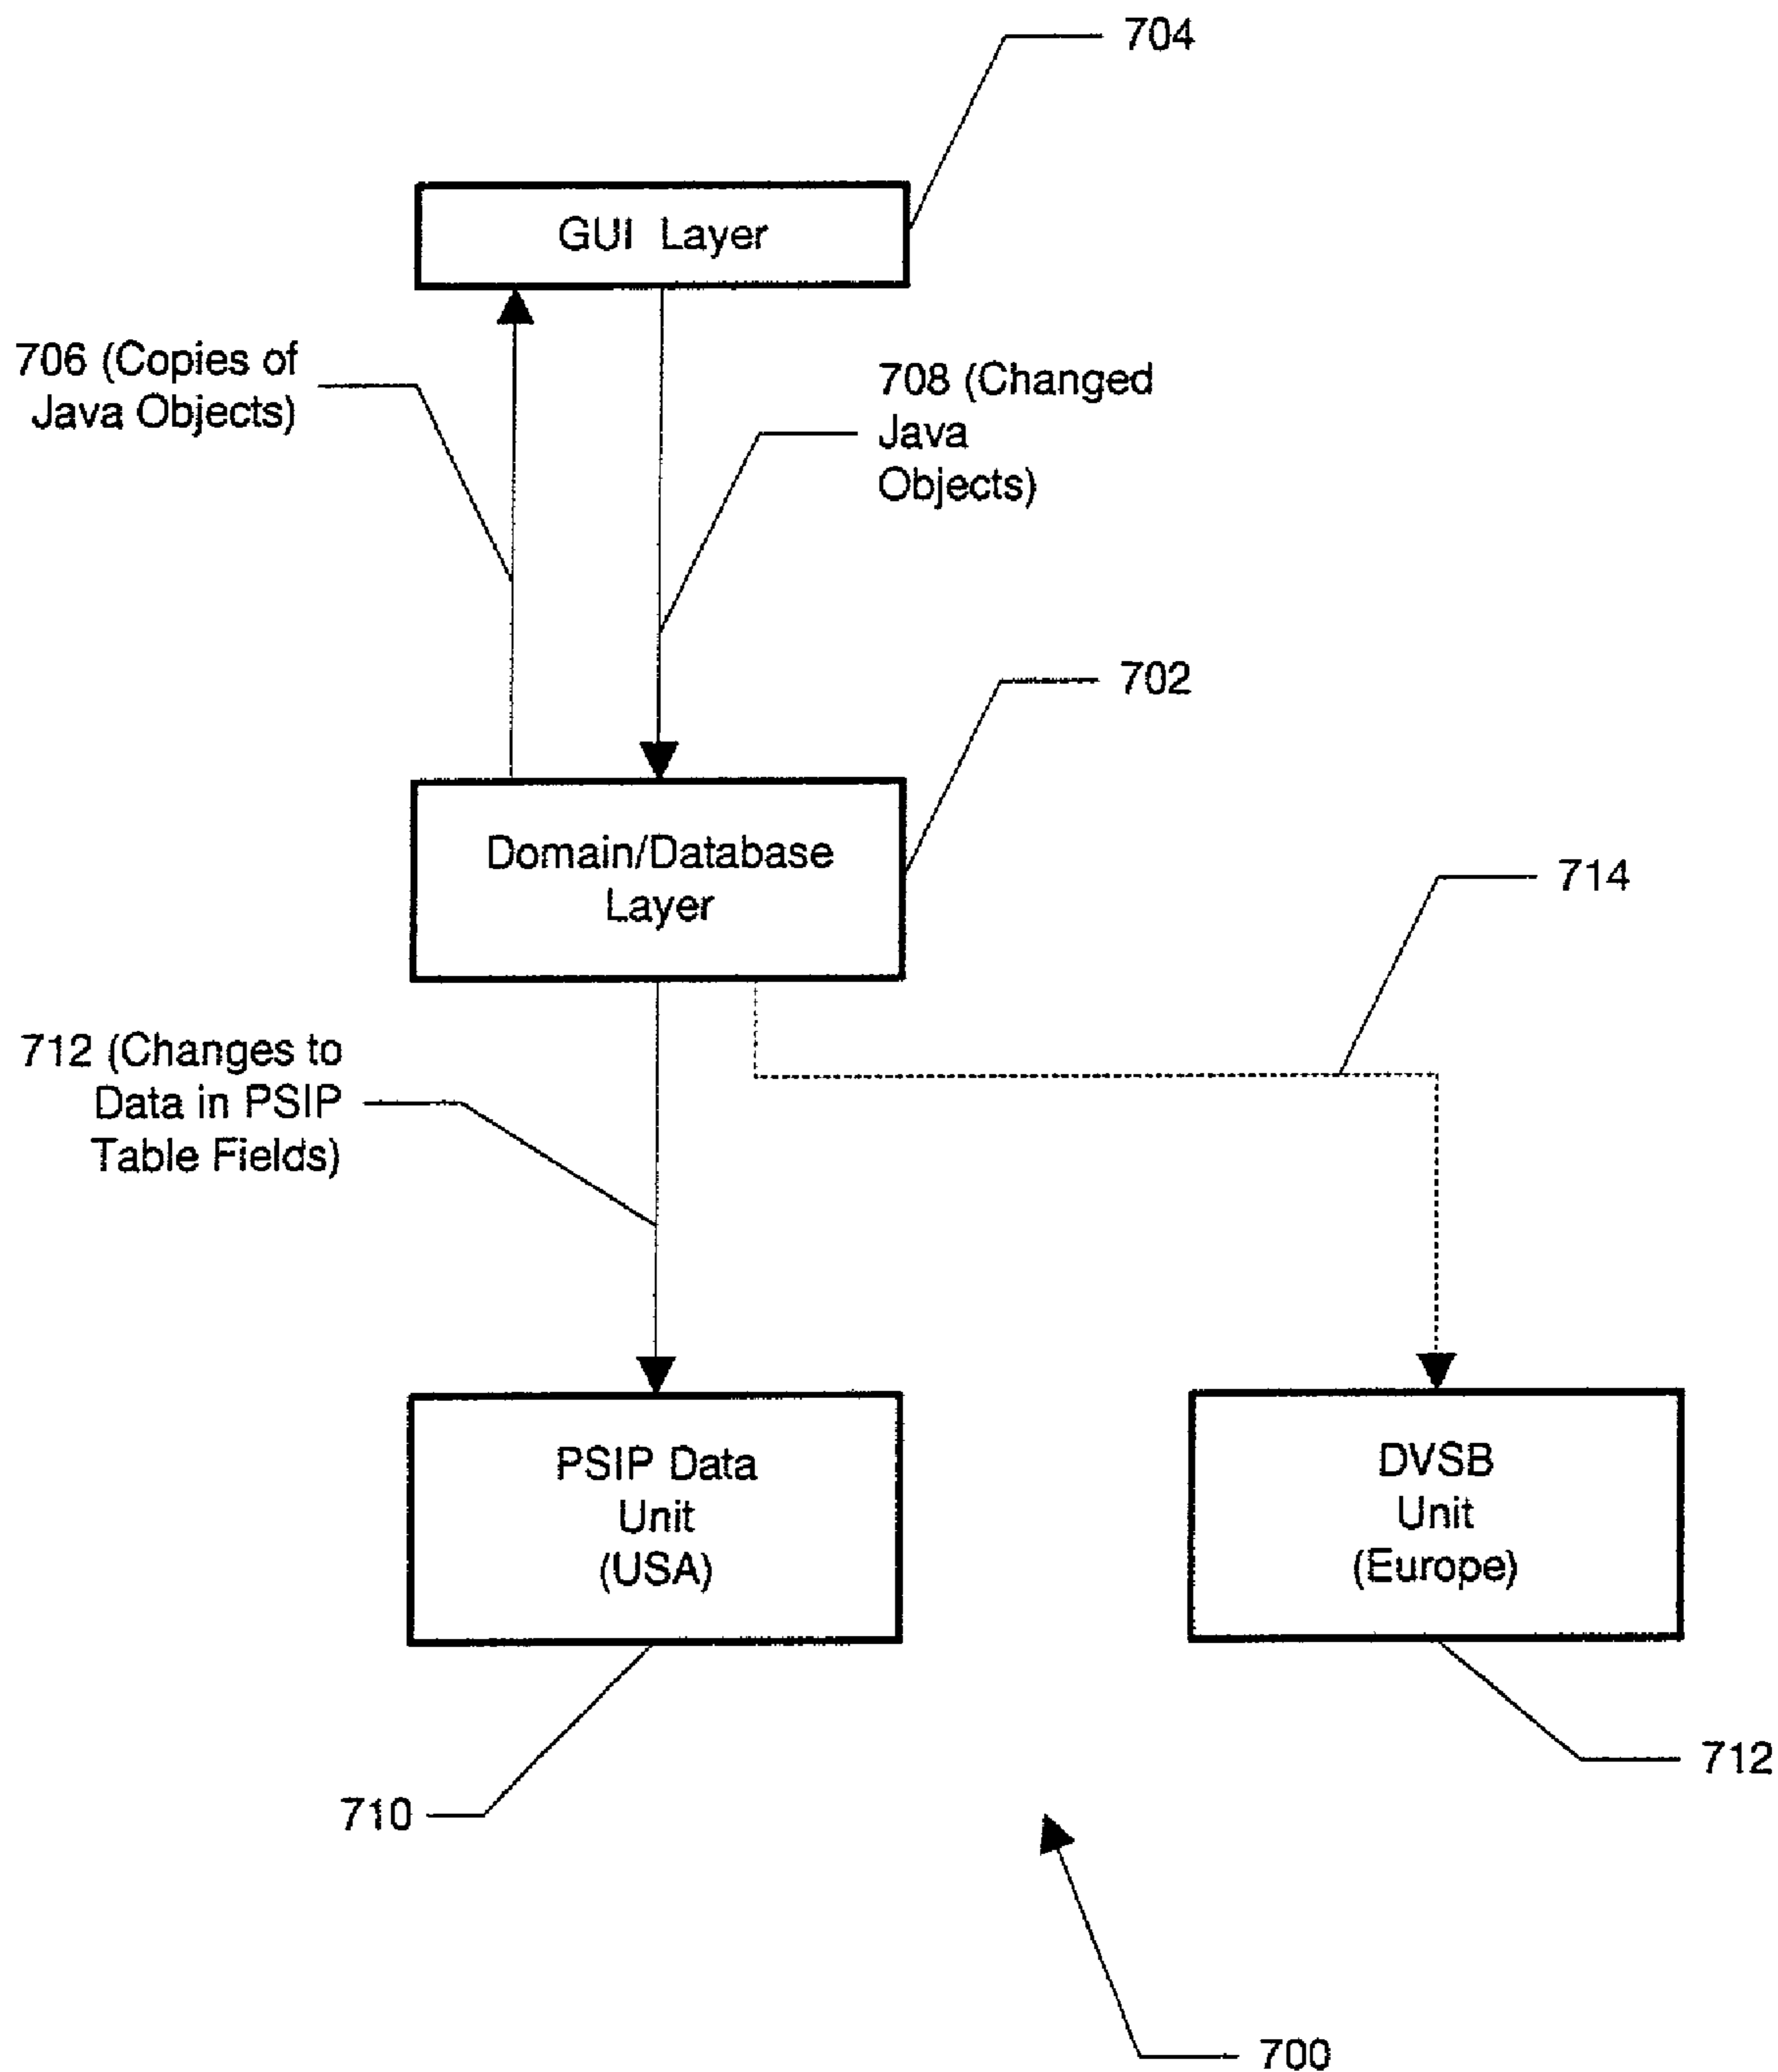 704
GUI Layer
706 (Copies of
Java Objects)
708 (Changed
Java
Objects)
702
Domain/Database
Layer
714
712 (Changes to
Data in PSIP
Table Fields)
PSIP Data
Unit
(USA)
DVSB
Unit
(Europe)
712
710
700